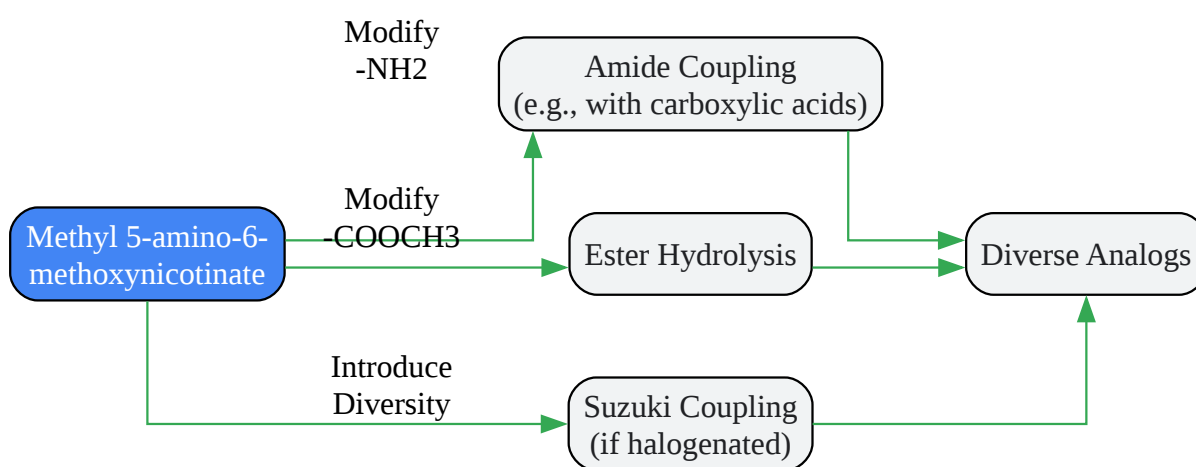 Modify
-NH2
Amide Coupling
(e.g., with carboxylic acids)
Modify
-COOCH3
Methyl 5-amino-6-
methoxynicotinate
Ester Hydrolysis
Diverse Analogs
Introduce
Diversity
Suzuki Coupling
(if halogenated)